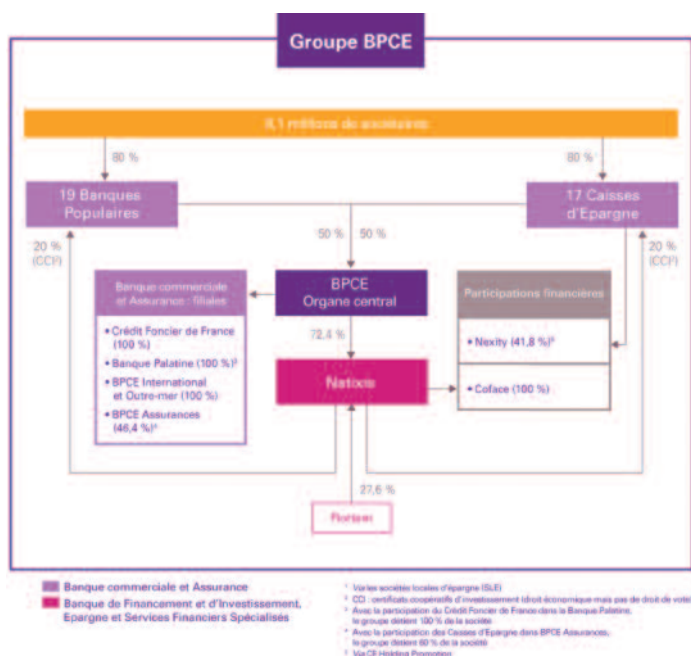 Groupe BPCE
8,1 millions de sociétaires
80 %
80 %
19 Banques
Populaires
17 Caisses
d'Epargne
20 %
(CCI²)
50 %
50 %
20 %
(CCI²)
Banque commerciale
et Assurance : filiales
BPCE
Organe central
Participations financières
• Crédit Foncier de France
(100 %)
• Banque Palatine (100 %)³
• BPCE International
et Outre-mer (100 %)
• BPCE Assurances
(46,4 %)⁴
72,4 %
Natixis
• Nexity (41,8 %)⁵
• Coface (100 %)
27,6 %
Flottant
Banque commerciale et Assurance
Banque de Financement et d'Investissement,
Epargne et Services Financiers Spécialisés
¹ Via les sociétés locales d'épargne (SLE)
² CCI : certificats coopératifs d'investissement (droit économique mais pas de droit de vote)
³ Avec la participation du Crédit Foncier de France dans la Banque Palatine,
le groupe détient 100 % de la société
⁴ Avec la participation des Caisses d'Epargne dans BPCE Assurances,
le groupe détient 60 % de la société
⁵ Via CE Holding Promotion